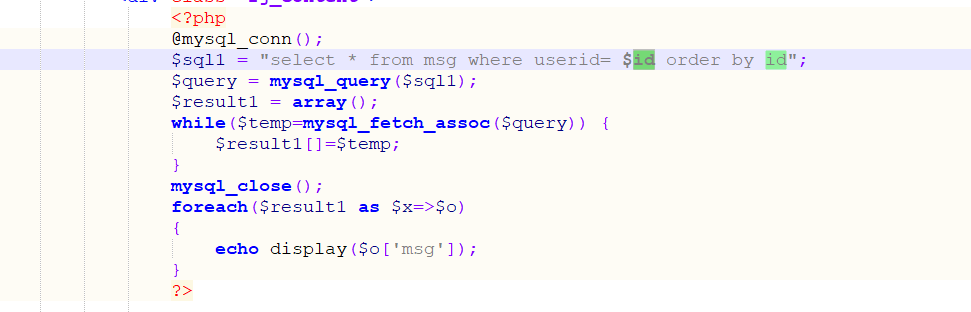 <?php
@mysql_conn();
$sql1 = "select * from msg where userid= $id order by id";
$query = mysql_query($sql1);
$result1 = array();
while($temp=mysql_fetch_assoc($query)) {
$result1[]=$temp;
}
mysql_close();
foreach($result1 as $x=>$o)
{
echo display($o['msg']);
}
?>